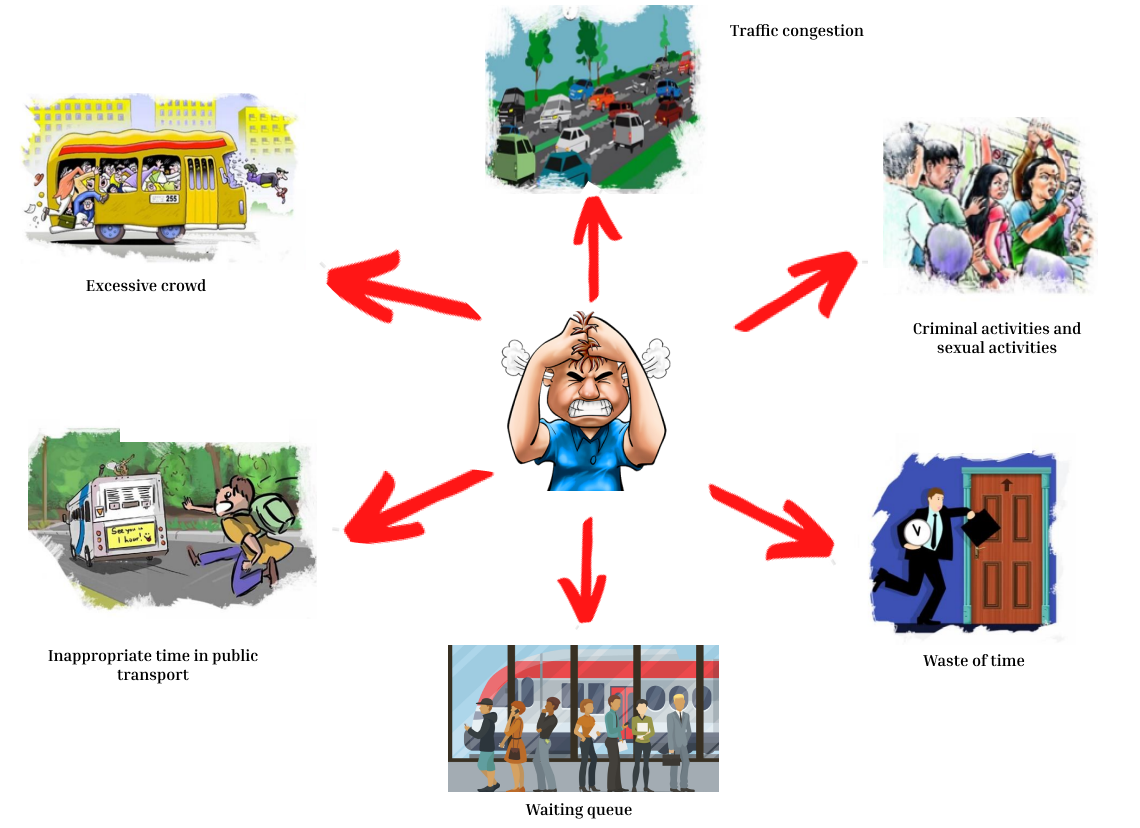 Traffic congestion
255
Excessive crowd
Criminal activities and
sexual activities
See you in
1 hour!
Inappropriate time in public
transport
Waste of time
Waiting queue